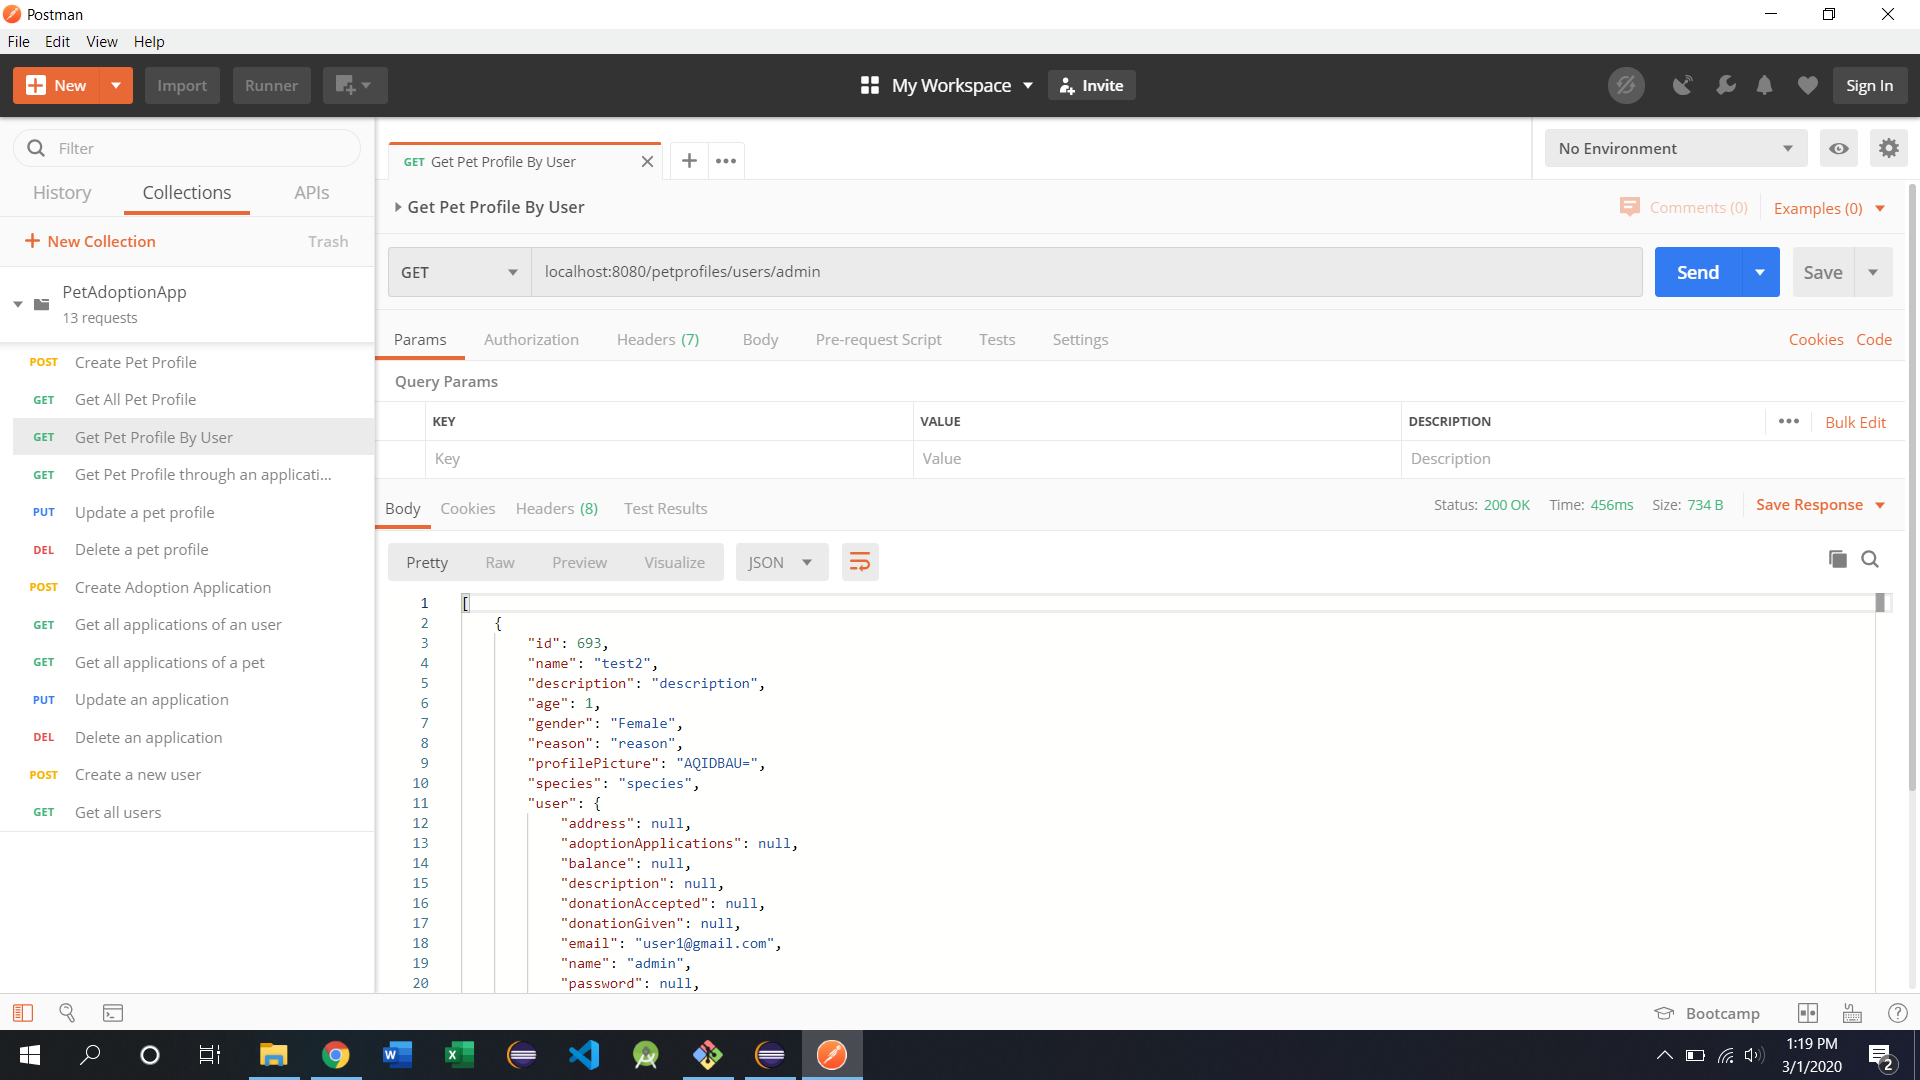 Postman
File Edit View Help
New Import Runner My Workspace Invite Sign In
Filter
History Collections APIs
New Collection Trash
PetAdoptionApp
13 requests
POST Create Pet Profile
GET Get All Pet Profile
GET Get Pet Profile By User
GET Get Pet Profile through an applicati...
PUT Update a pet profile
DEL Delete a pet profile
POST Create Adoption Application
GET Get all applications of an user
GET Get all applications of a pet
PUT Update an application
DEL Delete an application
POST Create a new user
GET Get all users
GET Get Pet Profile By User
No Environment
Get Pet Profile By User
Comments (0) Examples (0)
GET localhost:8080/petprofiles/users/admin Send Save
Params Authorization Headers (7) Body Pre-request Script Tests Settings Cookies Code
Query Params
KEY VALUE DESCRIPTION Bulk Edit
Key Value Description
Body Cookies Headers (8) Test Results Status: 200 OK Time: 456ms Size: 734 B Save Response
Pretty Raw Preview Visualize JSON
1 [
2 {
3 "id": 693,
4 "name": "test2",
5 "description": "description",
6 "age": 1,
7 "gender": "Female",
8 "reason": "reason",
9 "profilePicture": "AQIDBAU=",
10 "species": "species",
11 "user": {
12 "address": null,
13 "adoptionApplications": null,
14 "balance": null,
15 "description": null,
16 "donationAccepted": null,
17 "donationGiven": null,
18 "email": "user1@gmail.com",
19 "name": "admin",
20 "password": null,
Bootcamp
1:19 PM
3/1/2020
2